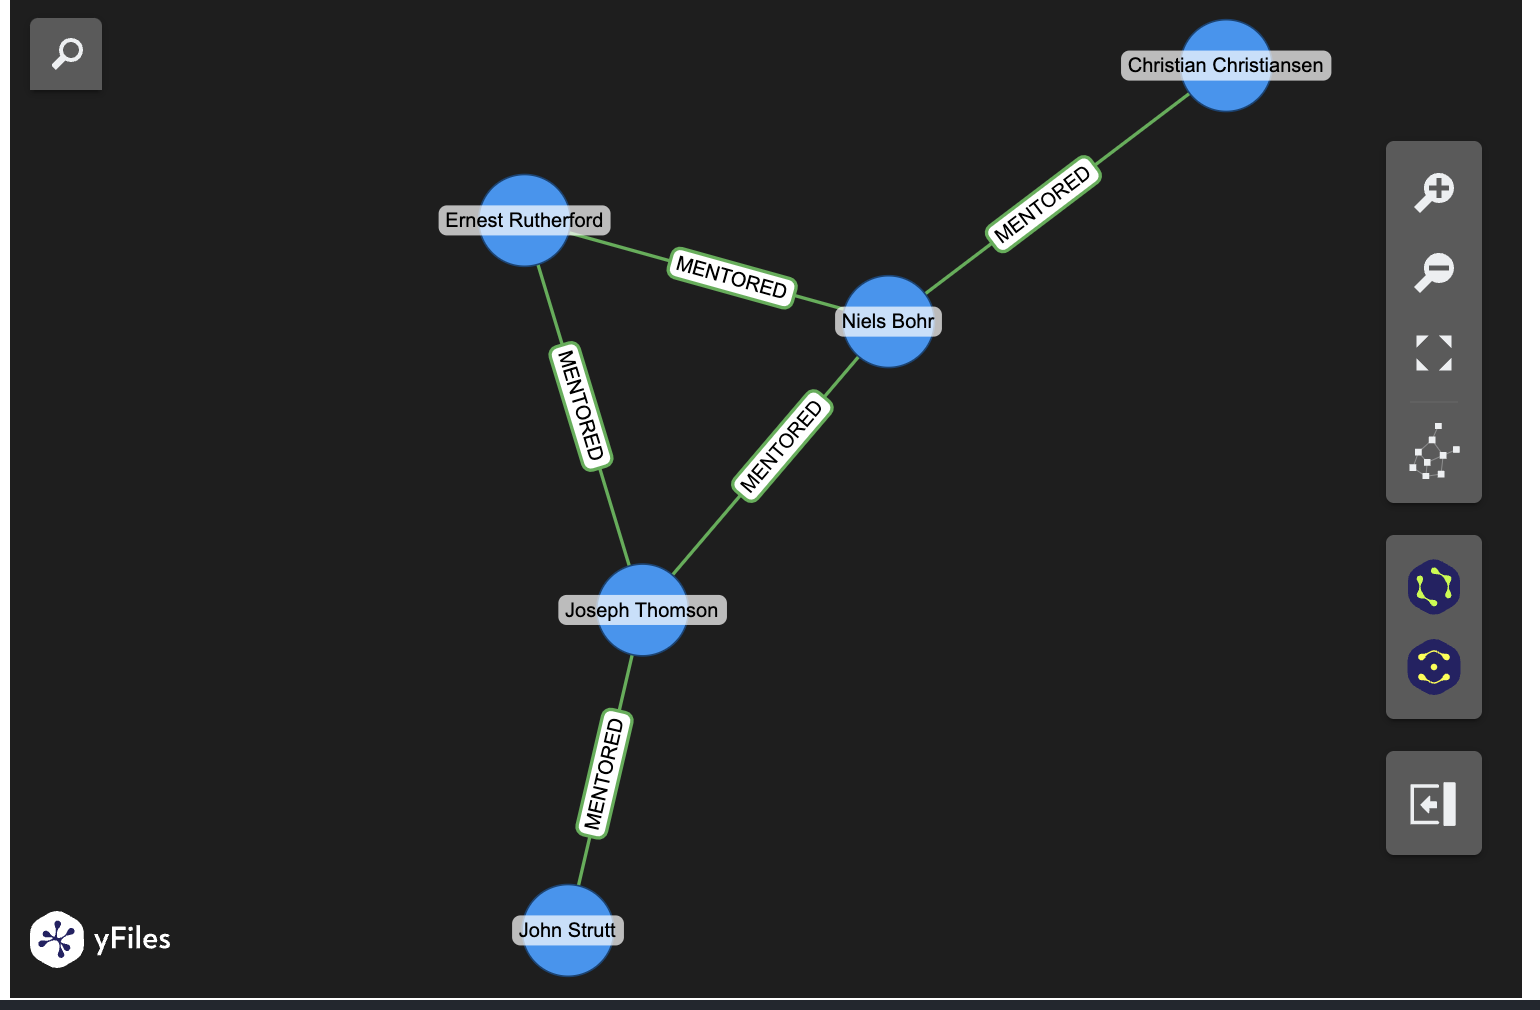 Christian Christiansen
MENTORED
Ernest Rutherford
MENTORED
Niels Bohr
MENTORED
MENTORED
Joseph Thomson
MENTORED
John Strutt
yFiles